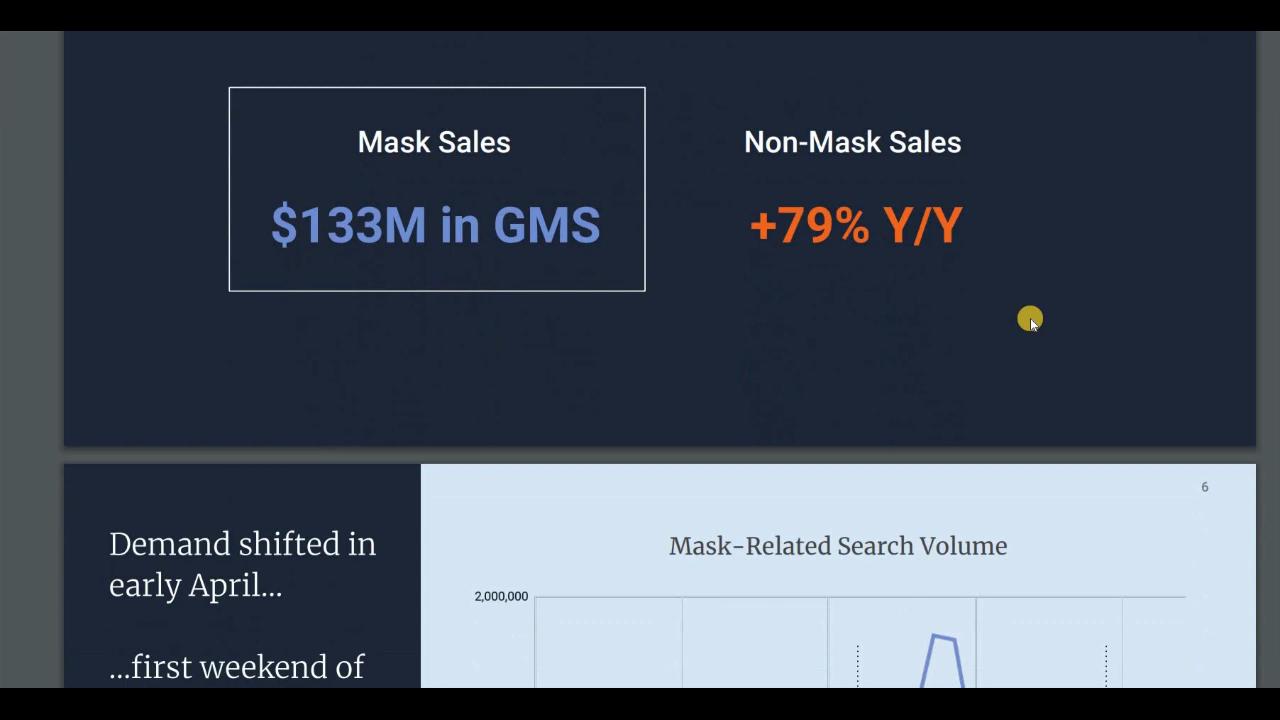 Mask Sales
$133M in GMS
Non-Mask Sales
+79% Y/Y
6
Demand shifted in
early April...
...first weekend of
Mask-Related Search Volume
2,000,000